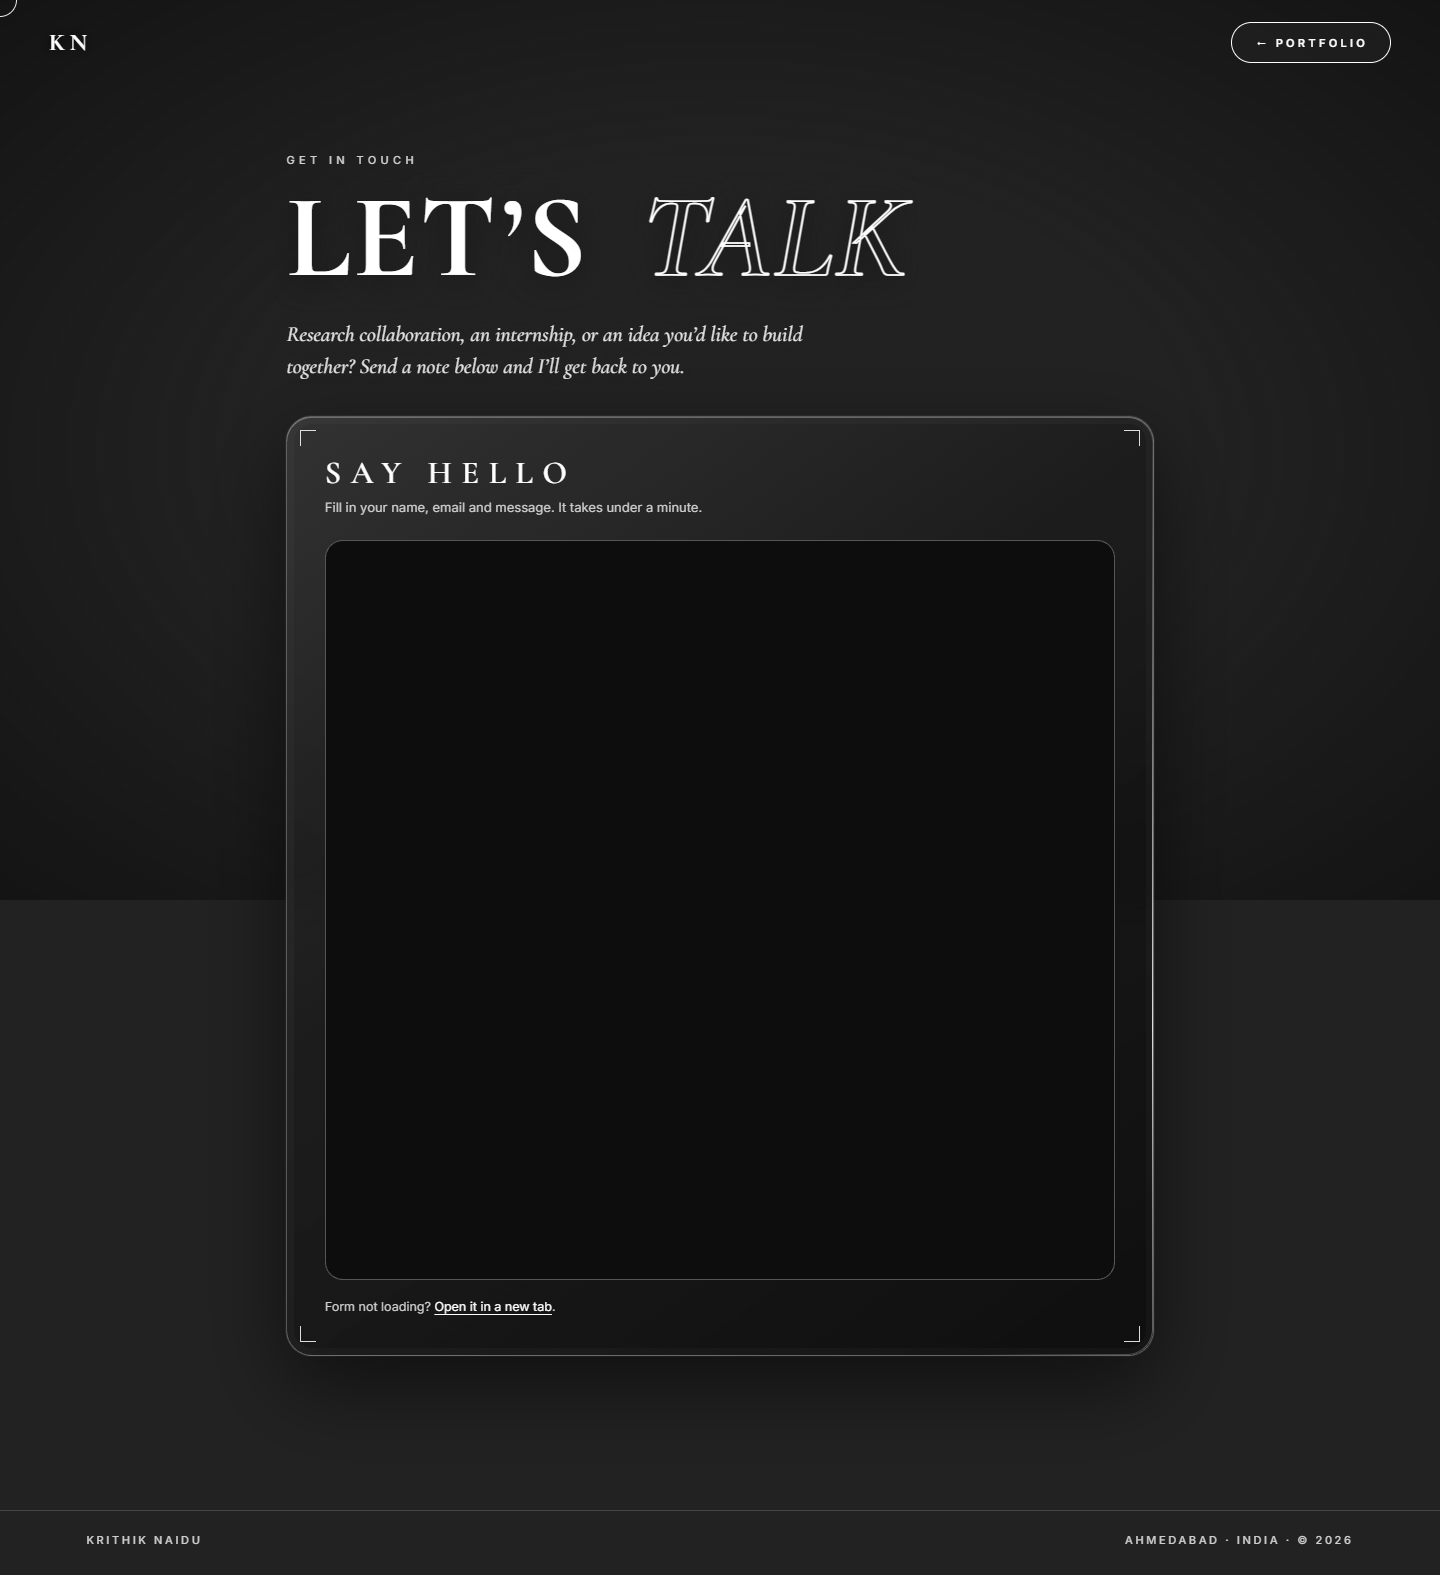 KN
← PORTFOLIO
GET IN TOUCH
LET’S TALK
Research collaboration, an internship, or an idea you’d like to build
together? Send a note below and I’ll get back to you.
SAY HELLO
Fill in your name, email and message. It takes under a minute.
Form not loading? Open it in a new tab.
KRITHIK NAIDU
AHMEDABAD · INDIA · © 2026